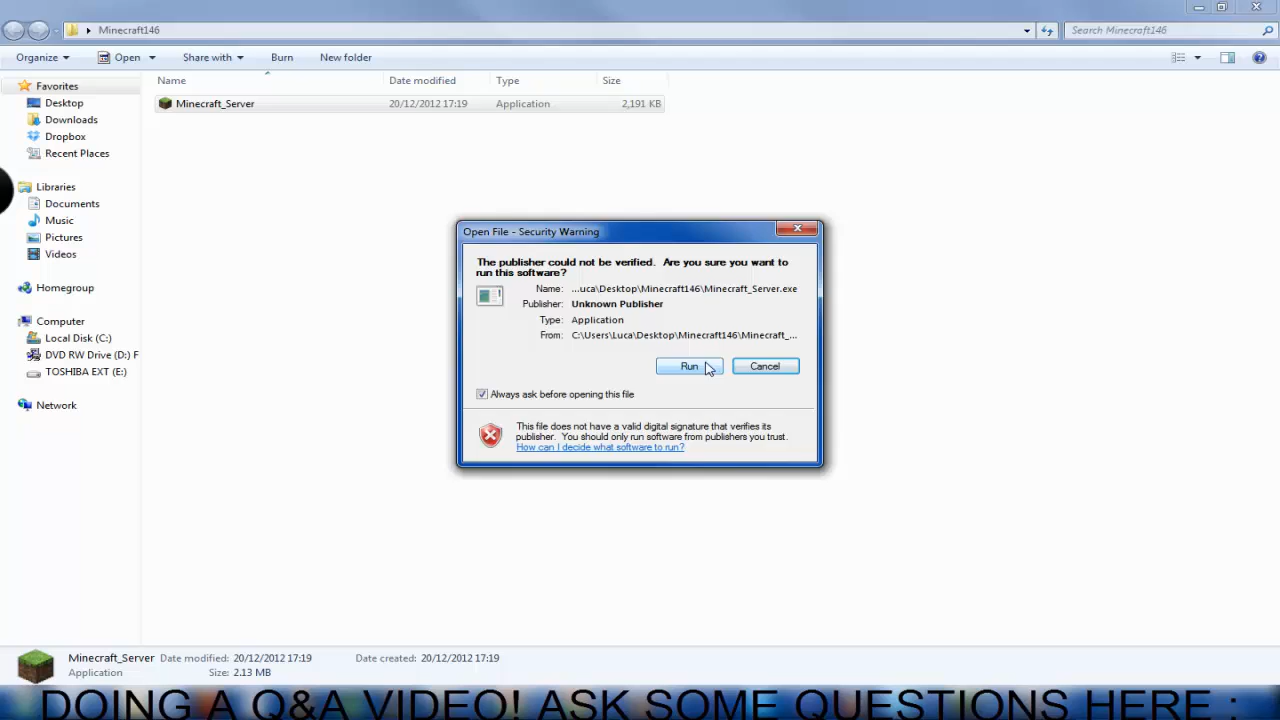 Minecraft146
Search Minecraft146
Organize Open Share with Burn New folder
Name Date modified Type Size
Minecraft_Server 20/12/2012 17:19 Application 2,191 KB
Favorites
Desktop
Downloads
Dropbox
Recent Places
Libraries
Documents
Music
Pictures
Videos
Homegroup
Computer
Local Disk (C:)
DVD RW Drive (D:) F
TOSHIBA EXT (E:)
Network
Open File - Security Warning
The publisher could not be verified. Are you sure you want to
run this software?
Name: ...uca\Desktop\Minecraft146\Minecraft_Server.exe
Publisher: Unknown Publisher
Type: Application
From: C:\Users\Luca\Desktop\Minecraft146\Minecraft_...
Run Cancel
Always ask before opening this file
This file does not have a valid digital signature that verifies its
publisher. You should only run software from publishers you trust.
How can I decide what software to run?
Minecraft_Server Date modified: 20/12/2012 17:19 Date created: 20/12/2012 17:19
Application Size: 2.13 MB
DOING A Q&A VIDEO! ASK SOME QUESTIONS HERE :